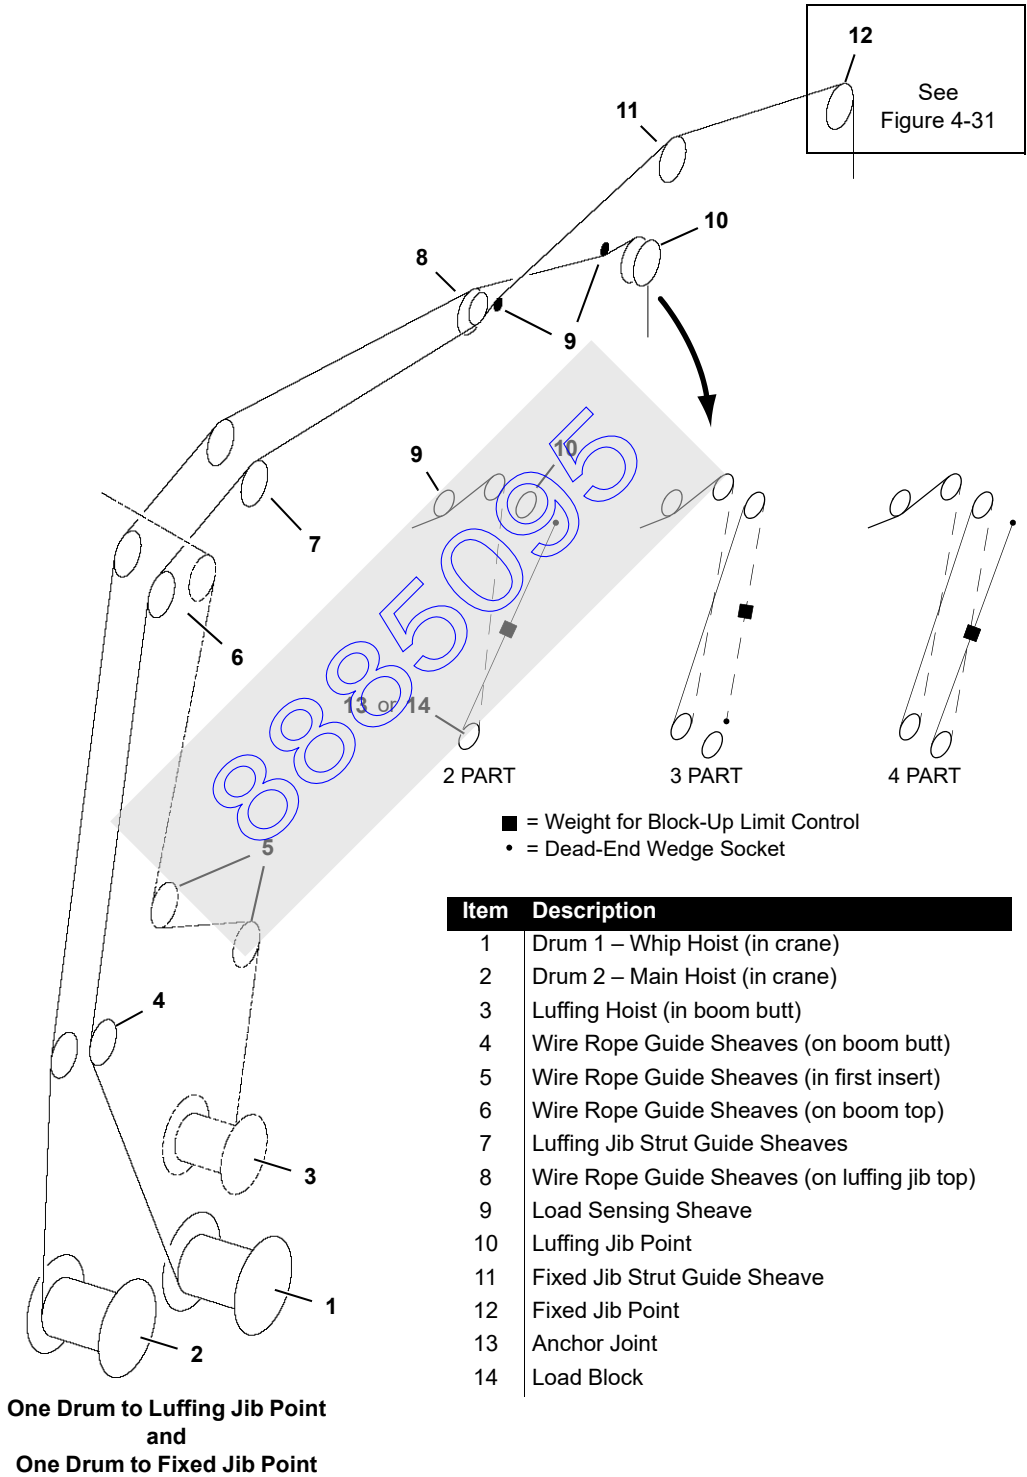 12
See
Figure 4-31
11
10
8
9
9
10
7
6
13 or 14
2 PART
3 PART
4 PART
■ = Weight for Block-Up Limit Control
• = Dead-End Wedge Socket
8885095
5
4
3
1
2
One Drum to Luffing Jib Point
and
One Drum to Fixed Jib Point
Item Description
1 Drum 1 – Whip Hoist (in crane)
2 Drum 2 – Main Hoist (in crane)
3 Luffing Hoist (in boom butt)
4 Wire Rope Guide Sheaves (on boom butt)
5 Wire Rope Guide Sheaves (in first insert)
6 Wire Rope Guide Sheaves (on boom top)
7 Luffing Jib Strut Guide Sheaves
8 Wire Rope Guide Sheaves (on luffing jib top)
9 Load Sensing Sheave
10 Luffing Jib Point
11 Fixed Jib Strut Guide Sheave
12 Fixed Jib Point
13 Anchor Joint
14 Load Block